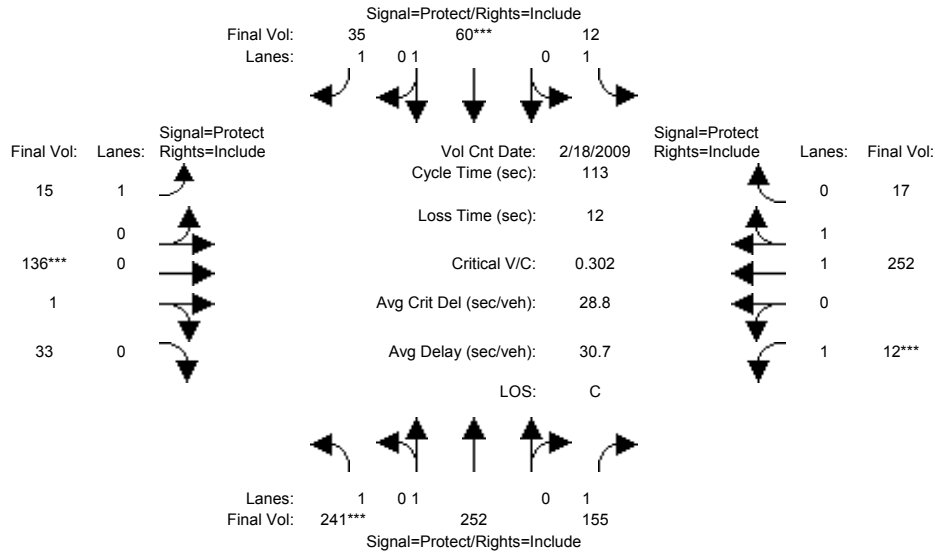 Signal=Protect/Rights=Include
Final Vol: 35 60*** 12
Lanes: 1 0 1 0 1
Signal=Protect Signal=Protect
Final Vol: Lanes: Rights=Include Vol Cnt Date: 2/18/2009 Rights=Include Lanes: Final Vol:
Cycle Time (sec): 113
15 1 0 17
Loss Time (sec): 12
0 1
136*** 0 Critical V/C: 0.302 1 252
1 Avg Crit Del (sec/veh): 28.8 0
33 0 Avg Delay (sec/veh): 30.7 1 12***
LOS: C
Lanes: 1 0 1 0 1
Final Vol: 241*** 252 155
Signal=Protect/Rights=Include